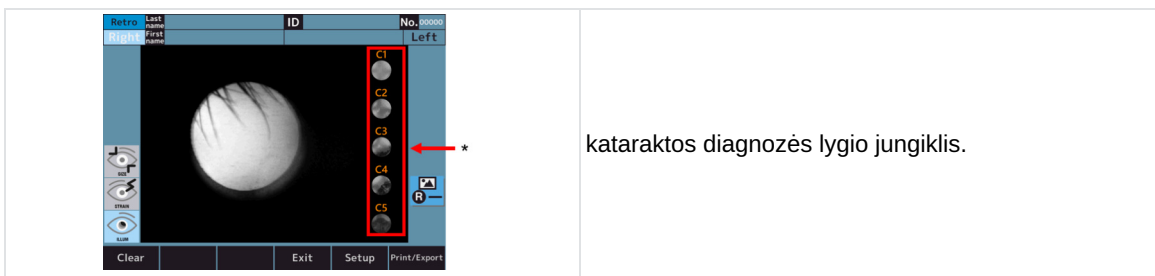 Retro Last name ID No. 00000
Right First name Left
C1
C2
C3
*
kataraktos diagnozės lygio jungiklis.
C4
C5
SIZE
STRAIN
ILLUM
R
Clear Exit Setup Print/Export